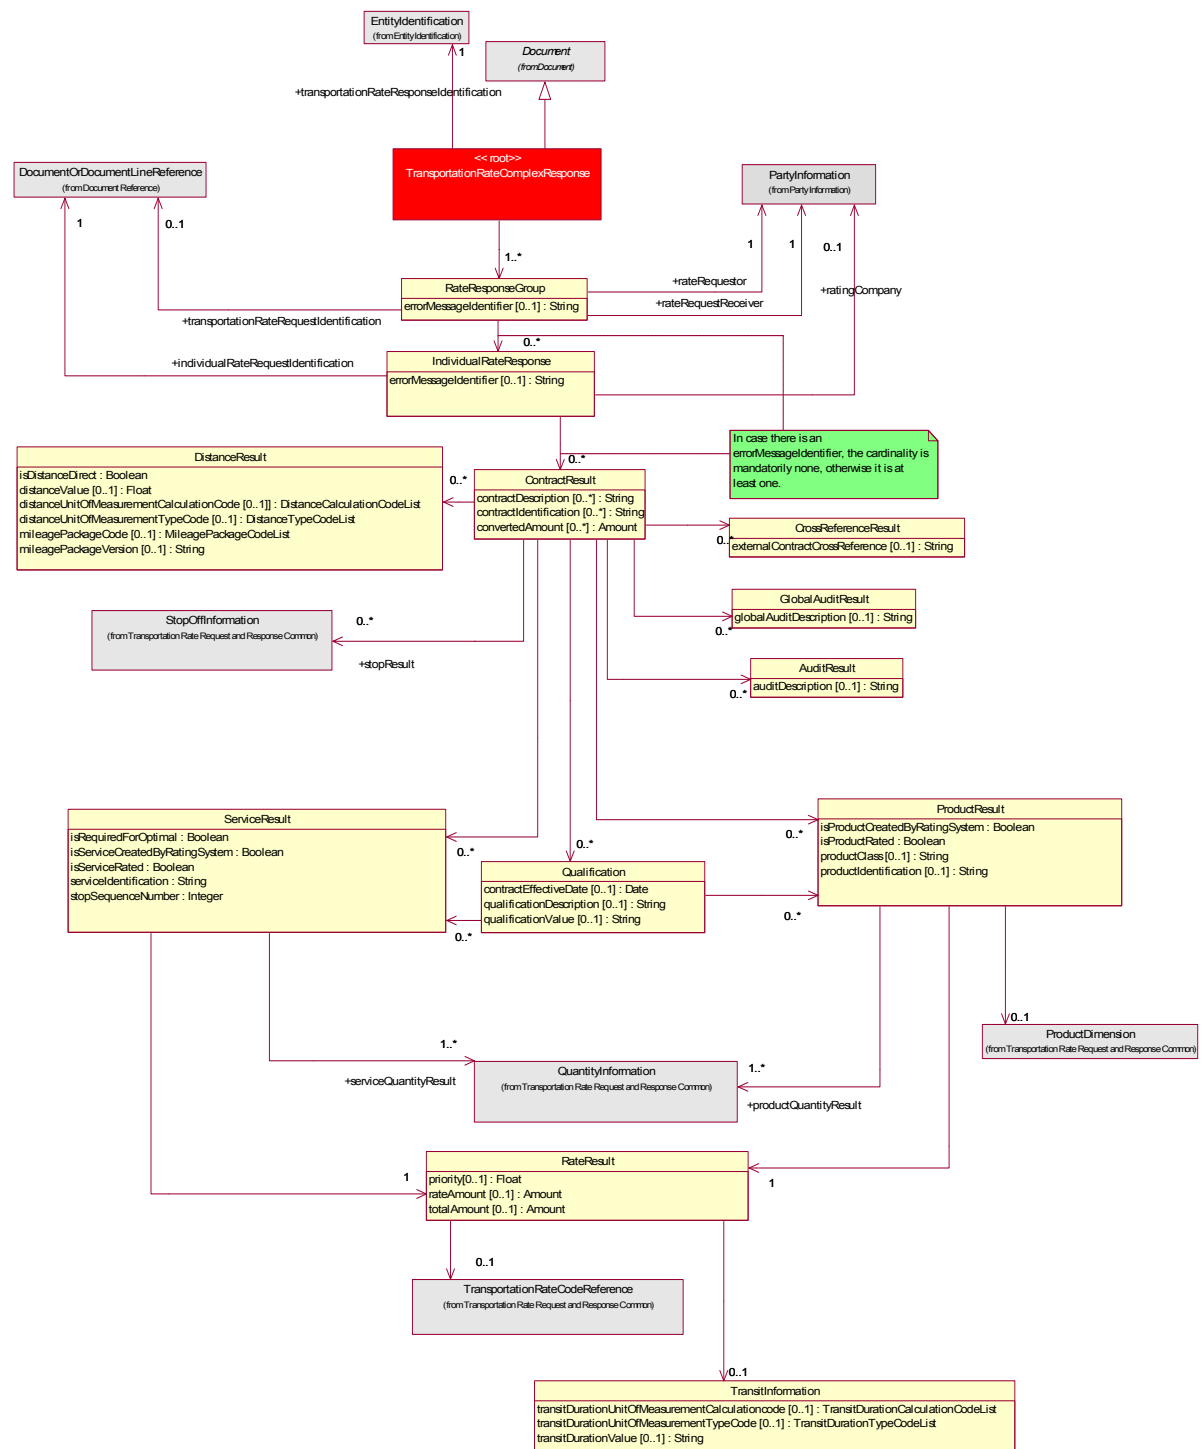 EntityIdentification
(from Entity Identification)
1
Document
(from Document)
+transportationRateResponseIdentification
<< root>>
TransportationRateComplexResponse
DocumentOrDocumentLineReference
(from Document Reference)
PartyInformation
(from Party Information)
1
0..1
1
1
0..1
1..*
RateResponseGroup
errorMessageIdentifier [0..1] : String
+rateRequestor
+ratingCompany
+rateRequestReceiver
+transportationRateRequestIdentification
0..*
+individualRateRequestIdentification
IndividualRateResponse
errorMessageIdentifier [0..1] : String
In case there is an
errorMessageIdentifier, the cardinality is
mandatorily none, otherwise it is at
least one.
DistanceResult
isDistanceDirect : Boolean
distanceValue [0..1] : Float
distanceUnitOfMeasurementCalculationCode [0..1]] : DistanceCalculationCodeList
distanceUnitOfMeasurementTypeCode [0..1] : DistanceTypeCodeList
mileagePackageCode [0..1] : MileagePackageCodeList
mileagePackageVersion [0..1] : String
0..*
0..*
ContractResult
contractDescription [0..*] : String
contractIdentification [0..*] : String
convertedAmount [0..*] : Amount
CrossReferenceResult
externalContractCrossReference [0..1] : String
0..*
GlobalAuditResult
globalAuditDescription [0..1] : String
0..*
StopOffInformation
(from Transportation Rate Request and Response Common)
0..*
+stopResult
AuditResult
auditDescription [0..1] : String
0..*
ServiceResult
isRequiredForOptimal : Boolean
isServiceCreatedByRatingSystem : Boolean
isServiceRated : Boolean
serviceIdentification : String
stopSequenceNumber : Integer
0..*
0..*
0..*
ProductResult
isProductCreatedByRatingSystem : Boolean
isProductRated : Boolean
productClass[0..1] : String
productIdentification [0..1] : String
Qualification
contractEffectiveDate [0..1] : Date
qualificationDescription [0..1] : String
qualificationValue [0..1] : String
0..*
0..*
0..1
ProductDimension
(from Transportation Rate Request and Response Common)
1..*
+serviceQuantityResult
QuantityInformation
(from Transportation Rate Request and Response Common)
1..*
+productQuantityResult
RateResult
priority[0..1] : Float
rateAmount [0..1] : Amount
totalAmount [0..1] : Amount
1
1
0..1
TransportationRateCodeReference
(from Transportation Rate Request and Response Common)
0..1
TransitInformation
transitDurationUnitOfMeasurementCalculationcode [0..1] : TransitDurationCalculationCodeList
transitDurationUnitOfMeasurementTypeCode [0..1] : TransitDurationTypeCodeList
transitDurationValue [0..1] : String